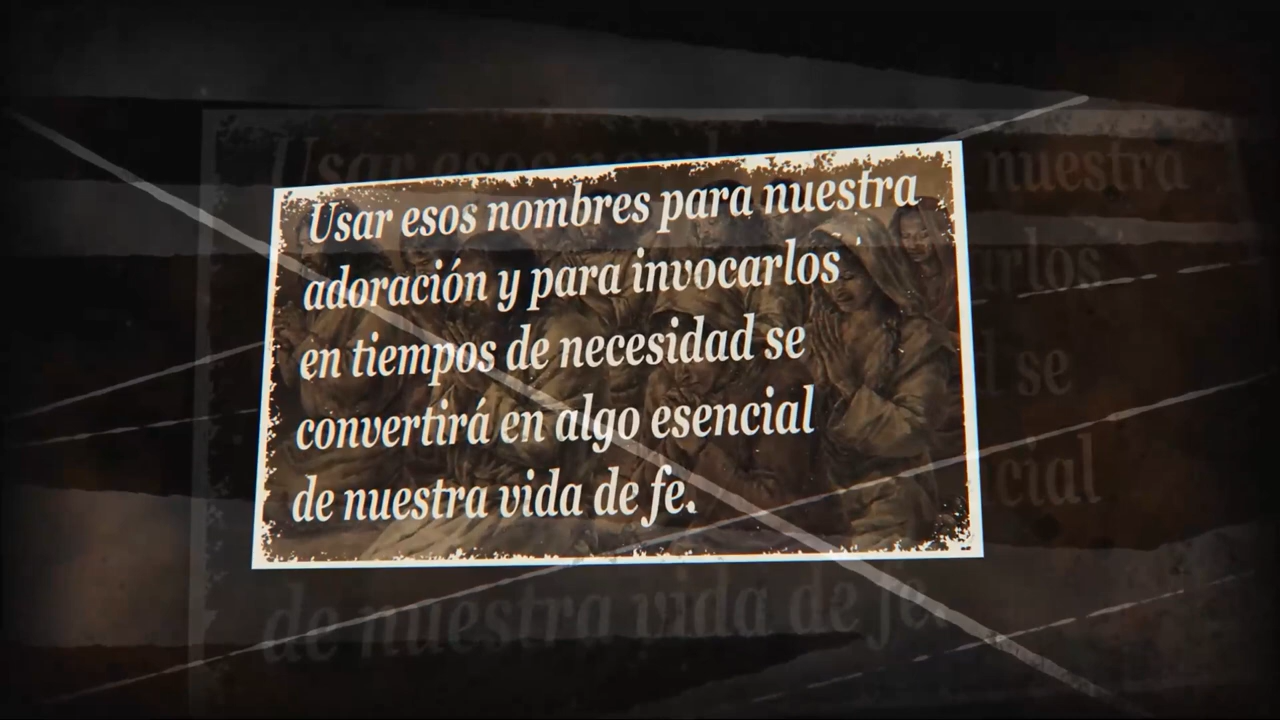 Usar esos nombres para nuestra
adoración y para invocarlos
en tiempos de necesidad se
convertirá en algo esencial
de nuestra vida de fe.